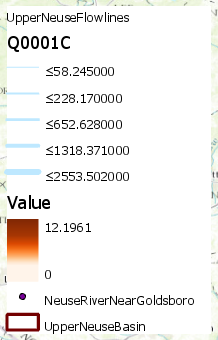 UpperNeuseFlowlines
Q0001C
≤58.245000
≤228.170000
≤652.628000
≤1318.371000
≤2553.502000
Value
12.1961
0
NeuseRiverNearGoldsboro
UpperNeuseBasin